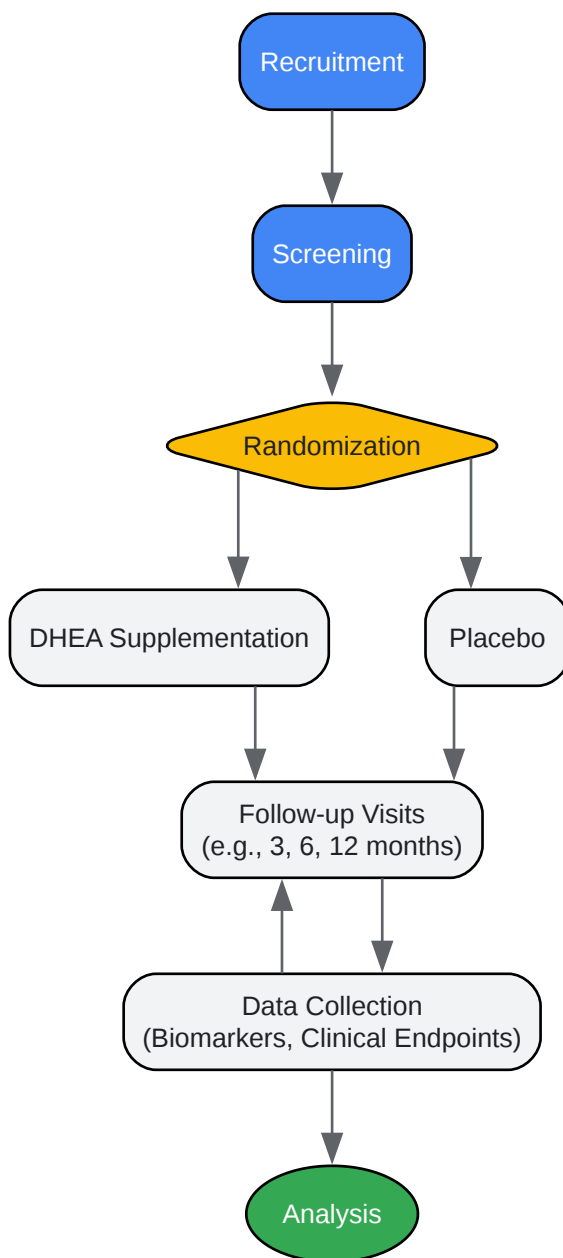 Recruitment
Screening
Randomization
DHEA Supplementation
Placebo
Follow-up Visits
(e.g., 3, 6, 12 months)
Data Collection
(Biomarkers, Clinical Endpoints)
Analysis